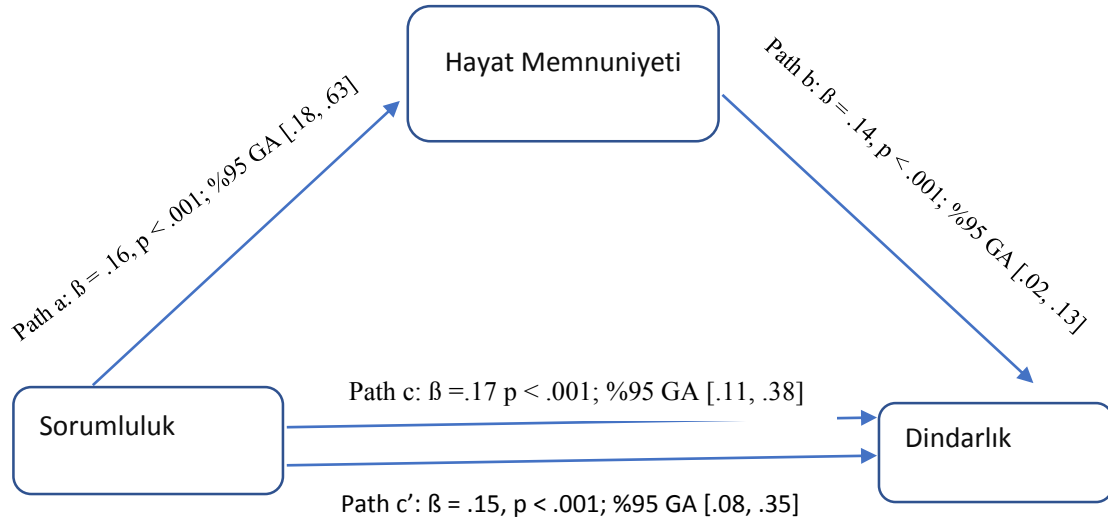 Hayat Memnuniyeti
Path a: ß = .16, p < .001; %95 GA [.18, .63]
Path b: ß = .14, p < .001; %95 GA [.02, .13]
Path c: ß =.17 p < .001; %95 GA [.11, .38]
Sorumluluk
Dindarlık
Path c’: ß = .15, p < .001; %95 GA [.08, .35]